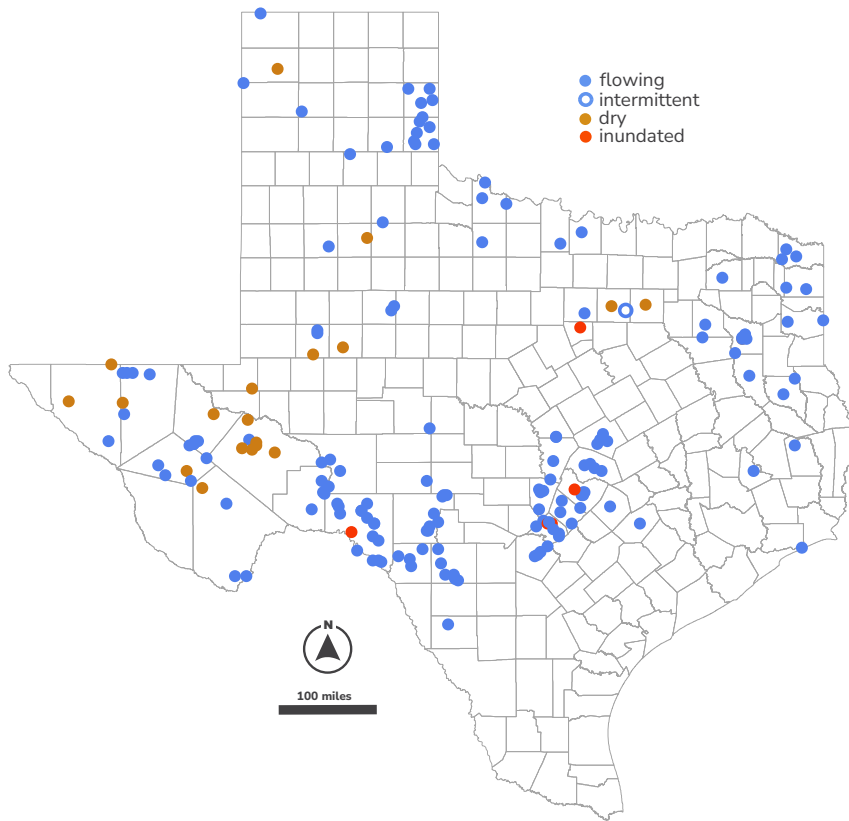 flowing
intermittent
dry
inundated
N
100 miles